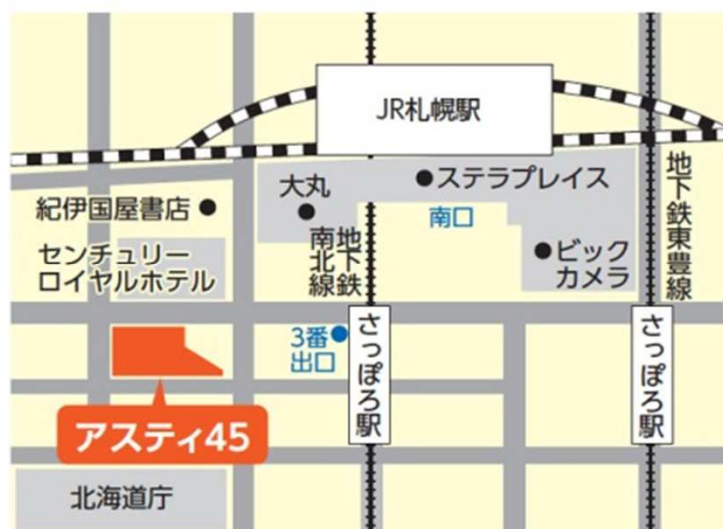 JR札幌駅
大丸
ステラプレイス
紀伊国屋書店
南口
センチュリー
ロイヤルホテル
地下鉄
南北線
ビック
カメラ
地下鉄東豊線
3番
出口
さっぽろ駅
さっぽろ駅
アスティ45
北海道庁